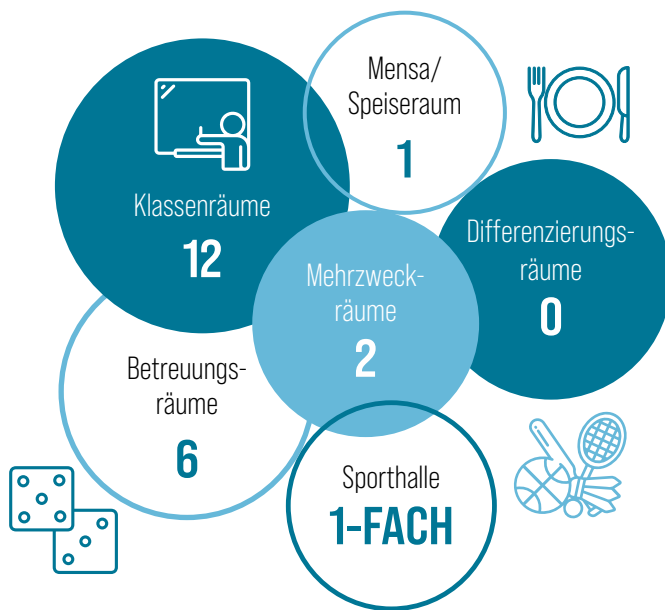 Mensa/
Speiseraum
1
Klassenräume
12
Differenzierungs-
räume
0
Mehrzweck-
räume
2
Betreuungs-
räume
6
Sporthalle
1-FACH